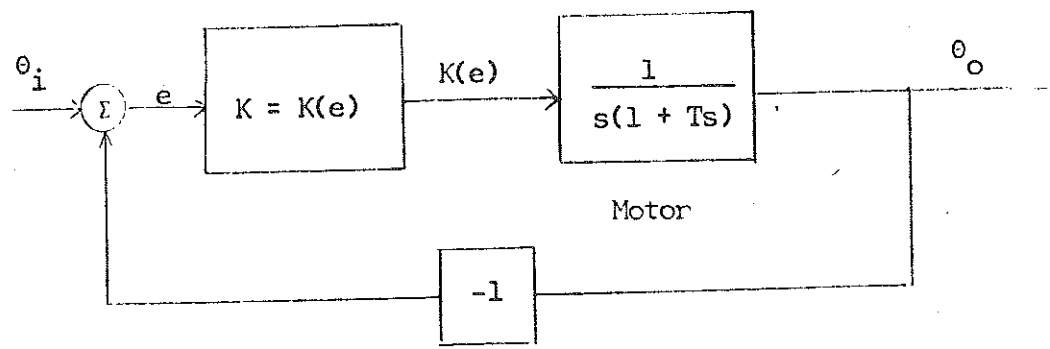 θi
Σ
e
K = K(e)
K(e)
1
s(1 + Ts)
θo
Motor
-1